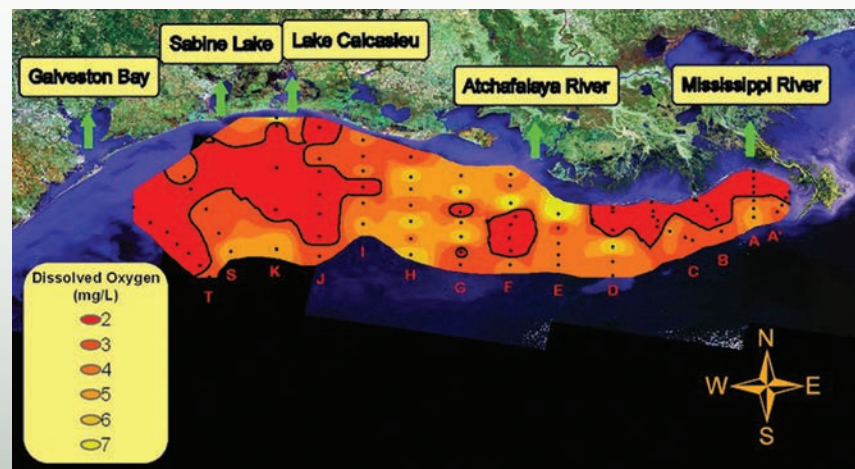 Sabine Lake
Lake Calcasieu
Galveston Bay
Atchafalaya River
Mississippi River
T
S
K
J
I
H
G
F
E
D
C
B
A
A'
Dissolved Oxygen
(mg/L)
2
3
4
5
6
7
N
W
E
S